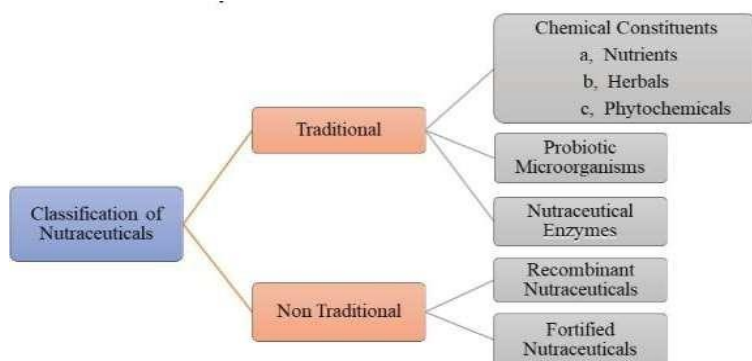 Classification of
Nutraceuticals
Traditional
Chemical Constituents
a, Nutrients
b, Herbals
c, Phytochemicals
Probiotic
Microorganisms
Nutraceutical
Enzymes
Non Traditional
Recombinant
Nutraceuticals
Fortified
Nutraceuticals